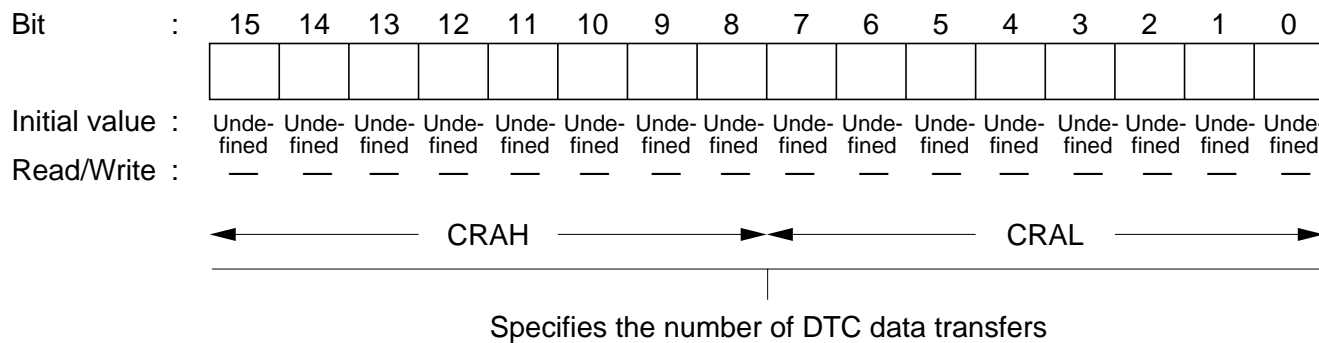 Bit : 15 14 13 12 11 10 9 8 7 6 5 4 3 2 1 0
Initial value : Unde- Unde- Unde- Unde- Unde- Unde- Unde- Unde- Unde- Unde- Unde- Unde- Unde- Unde- Unde- Unde-
fined fined fined fined fined fined fined fined fined fined fined fined fined fined fined fined
Read/Write : — — — — — — — — — — — — — — — —
CRAH CRAL
Specifies the number of DTC data transfers